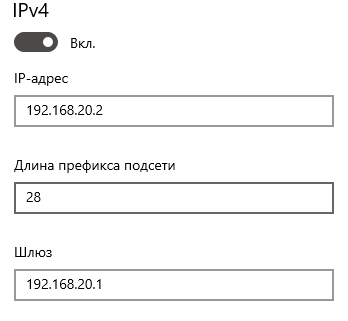 IPv4
Вкл.
IP-адрес
192.168.20.2
Длина префикса подсети
28
Шлюз
192.168.20.1